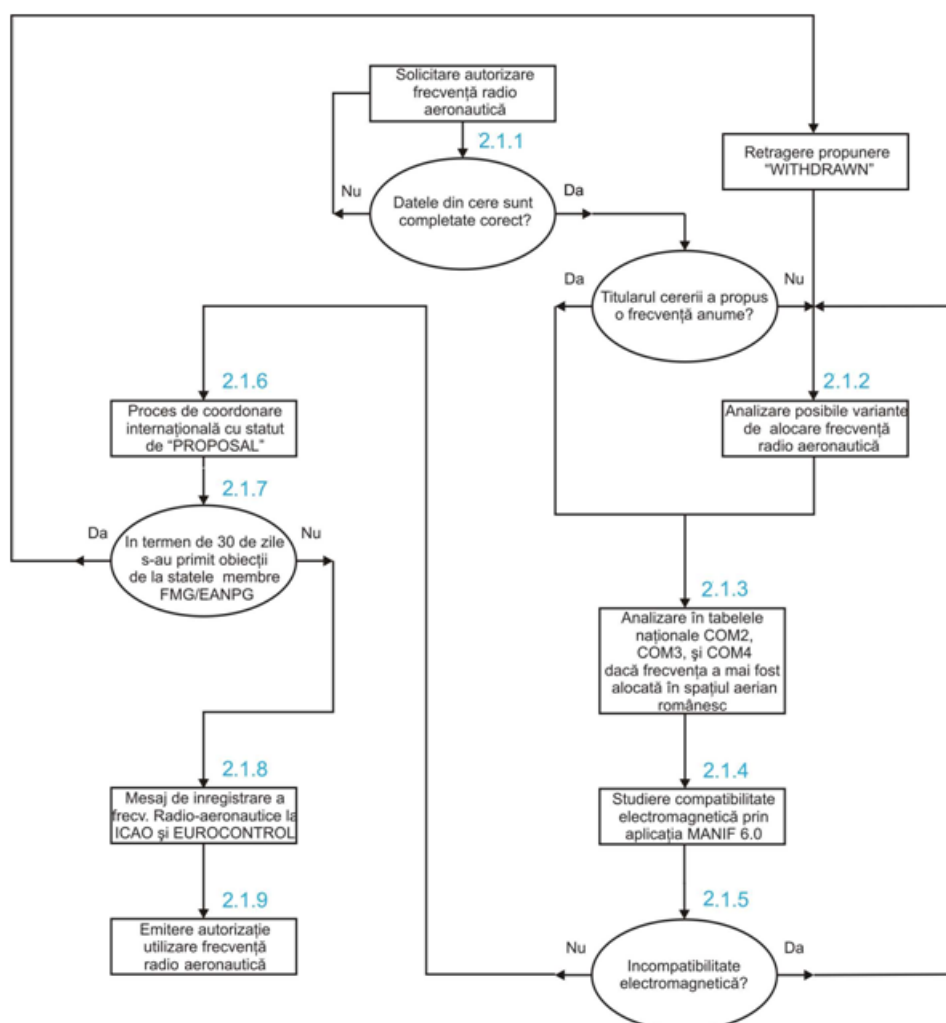 Solicitare autorizare
frecvență radio
aeronautică
2.1.1
Nu
Datele din cere sunt
completate corect?
Da
Retragere propunere
“WITHDRAWN”
Da
Titularul cererii a propus
o frecvență anume?
Nu
2.1.2
Analizare posibile variante
de alocare frecvență
radio aeronautică
2.1.6
Proces de coordonare
internațională cu statut
de “PROPOSAL”
2.1.7
Da
In termen de 30 de zile
s-au primit obiecții
de la statele membre
FMG/EANPG
Nu
2.1.3
Analizare în tabelele
naționale COM2,
COM3, și COM4
dacă frecvența a mai fost
alocată în spațiul aerian
românesc
2.1.4
Studiere compatibilitate
electromagnetică prin
aplicația MANIF 6.0
2.1.8
Mesaj de inregistrare a
frecv. Radio-aeronautice la
ICAO și EUROCONTROL
2.1.9
Emitere autorizație
utilizare frecvență
radio aeronautică
2.1.5
Nu
Incompatibilitate
electromagnetică?
Da